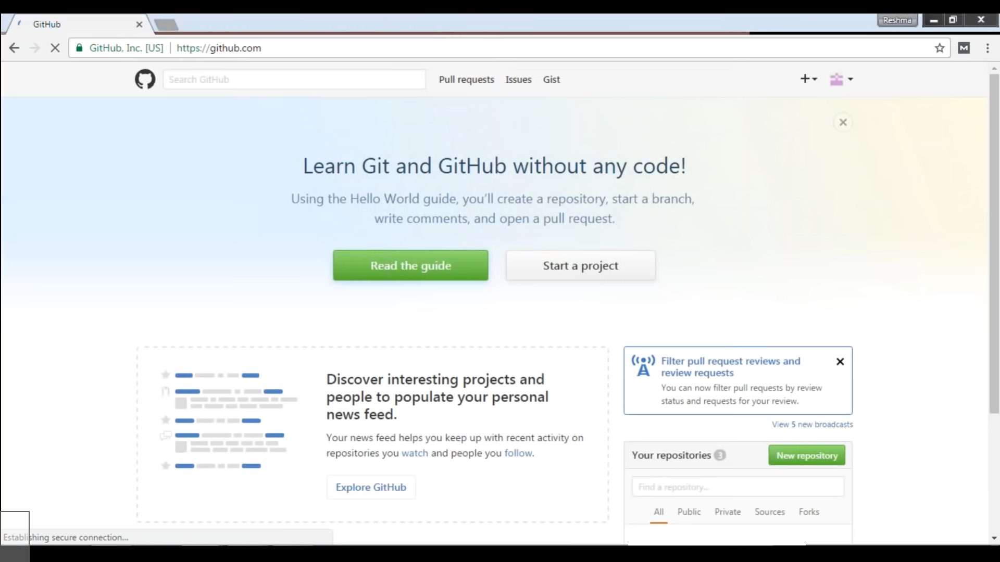 GitHub
Reshma
GitHub, Inc. [US] https://github.com
Search GitHub
Pull requests Issues Gist
Learn Git and GitHub without any code!
Using the Hello World guide, you'll create a repository, start a branch,
write comments, and open a pull request.
Read the guide
Start a project
Discover interesting projects and
people to populate your personal
news feed.
Your news feed helps you keep up with recent activity on
repositories you watch and people you follow.
Explore GitHub
Filter pull request reviews and
review requests
You can now filter pull requests by review
status and requests for your review.
View 5 new broadcasts
Your repositories 3
New repository
Find a repository...
All Public Private Sources Forks
Establishing secure connection...